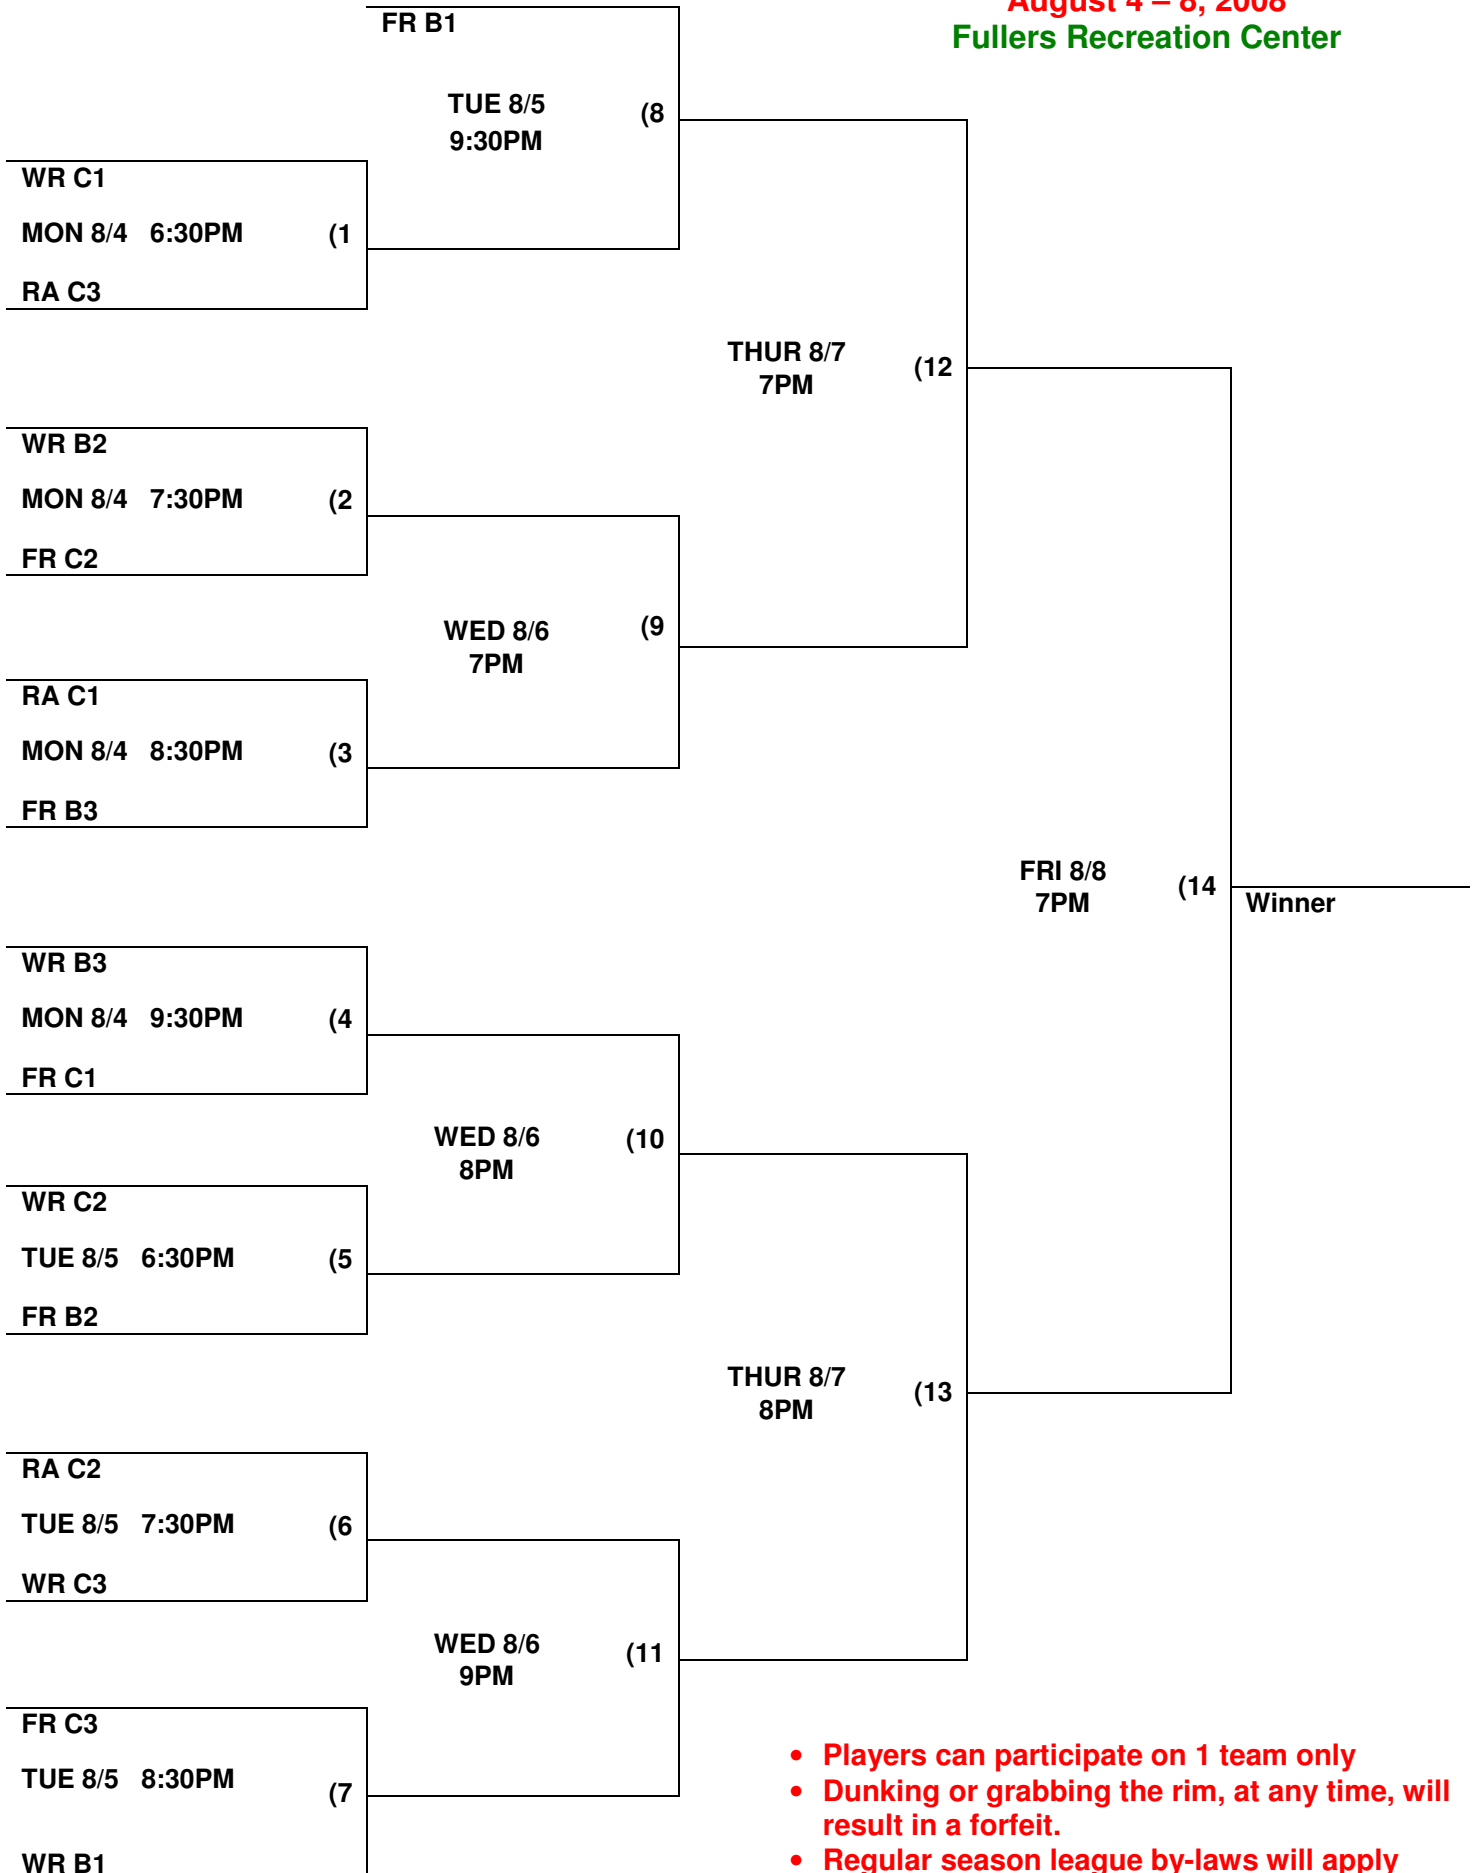 August 4 – 8, 2008
Fullers Recreation Center
FR B1
TUE 8/5
9:30PM
(8
WR C1
MON 8/4 6:30PM (1
RA C3
THUR 8/7
7PM
(12
WR B2
MON 8/4 7:30PM (2
FR C2
WED 8/6
7PM
(9
RA C1
MON 8/4 8:30PM (3
FR B3
FRI 8/8
7PM
(14
Winner
WR B3
MON 8/4 9:30PM (4
FR C1
WED 8/6
8PM
(10
WR C2
TUE 8/5 6:30PM (5
FR B2
THUR 8/7
8PM
(13
RA C2
TUE 8/5 7:30PM (6
WR C3
WED 8/6
9PM
(11
FR C3
TUE 8/5 8:30PM (7
WR B1
• Players can participate on 1 team only
• Dunking or grabbing the rim, at any time, will
result in a forfeit.
• Regular season league by-laws will apply